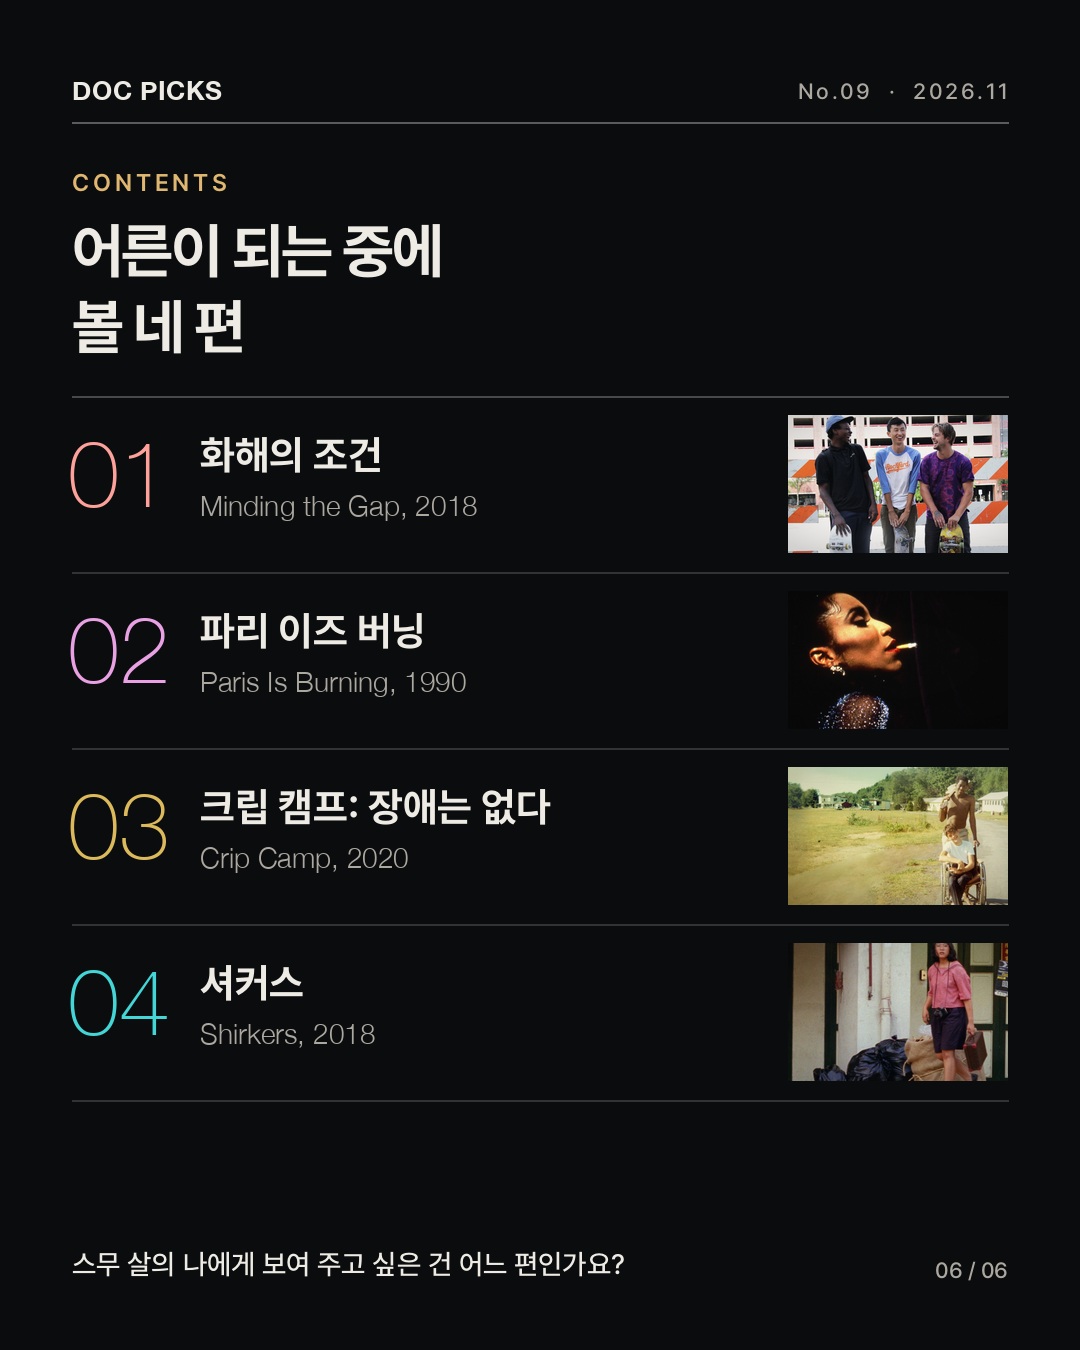 DOC PICKS
No.09 · 2026.11
CONTENTS
어른이 되는 중에
볼 네 편
01
화해의 조건
Minding the Gap, 2018
02
파리 이즈 버닝
Paris Is Burning, 1990
03
크립 캠프: 장애는 없다
Crip Camp, 2020
04
셔커스
Shirkers, 2018
스무 살의 나에게 보여 주고 싶은 건 어느 편인가요?
06 / 06